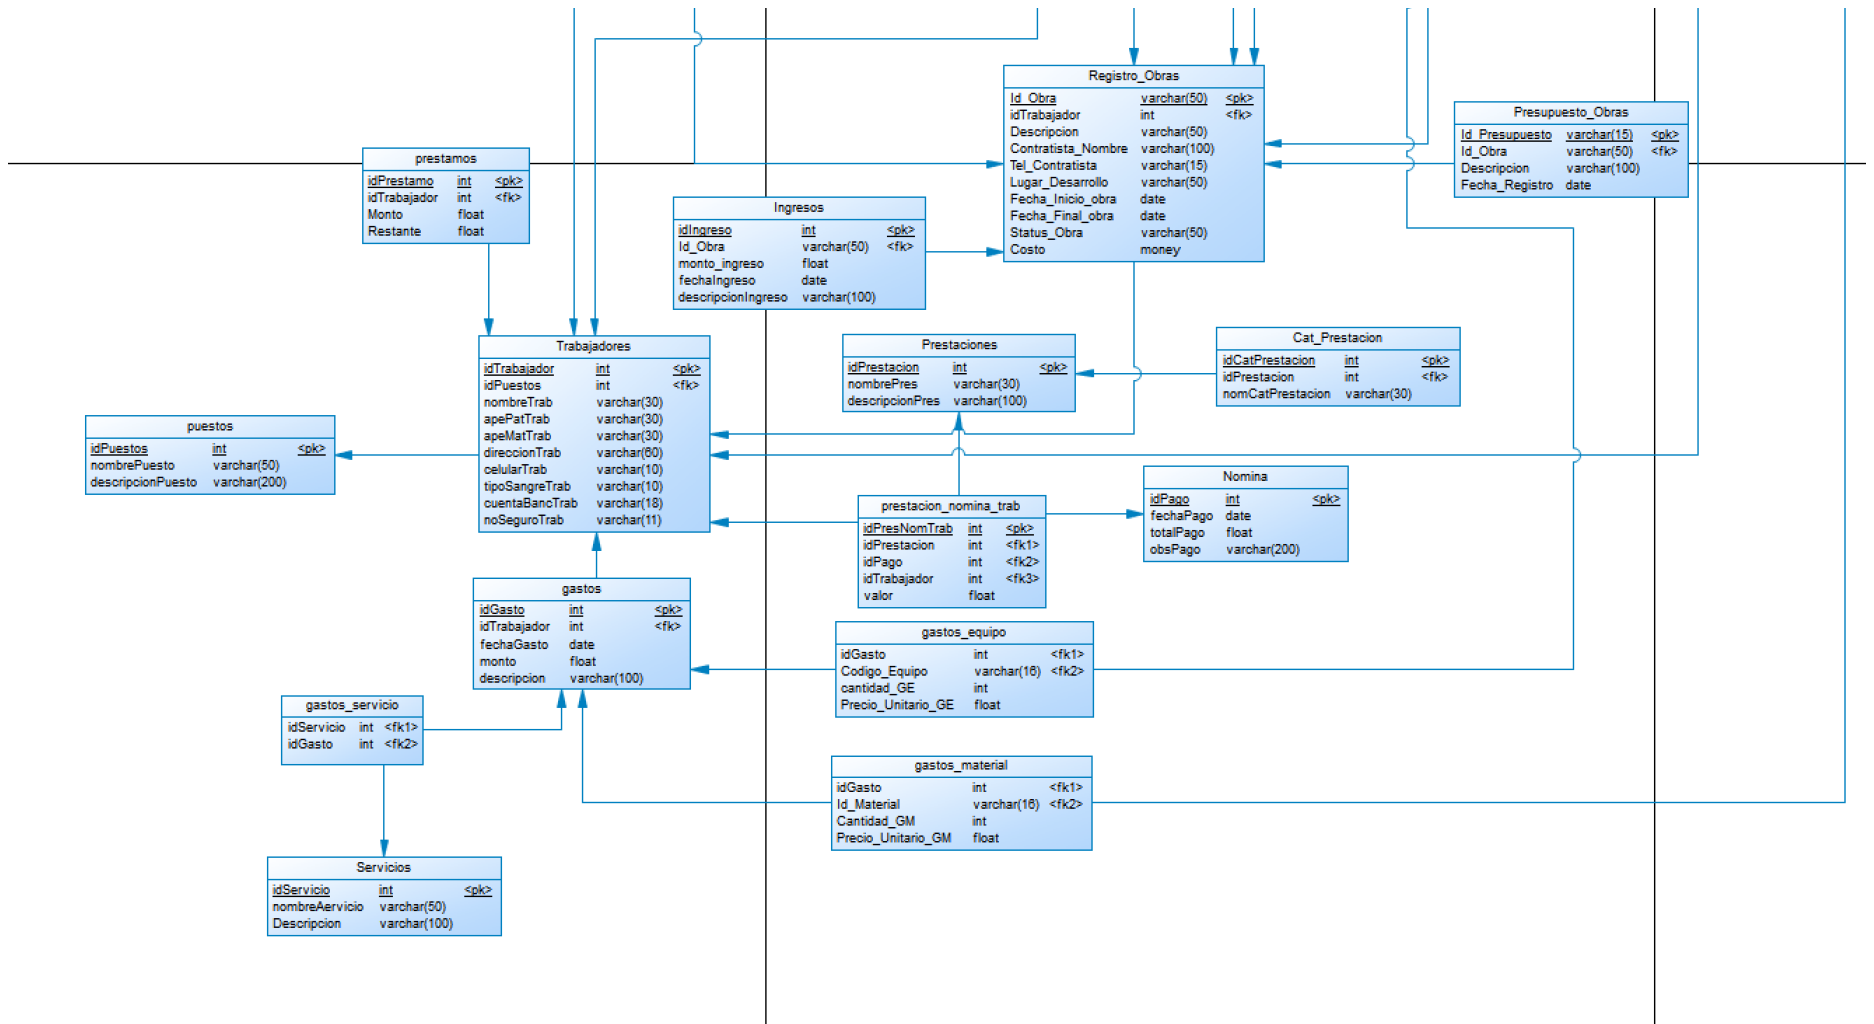 Registro_Obras
Id_Obra varchar(50) <pk>
idTrabajador int <fk>
Descripcion varchar(50)
Contratista_Nombre varchar(100)
Tel_Contratista varchar(15)
Lugar_Desarrollo varchar(50)
Fecha_Inicio_obra date
Fecha_Final_obra date
Status_Obra varchar(50)
Costo money
Presupuesto_Obras
Id_Presupuesto varchar(15) <pk>
Id_Obra varchar(50) <fk>
Descripcion varchar(100)
Fecha_Registro date
prestamos
idPrestamo int <pk>
idTrabajador int <fk>
Monto float
Restante float
Ingresos
idIngreso int <pk>
Id_Obra varchar(50) <fk>
monto_ingreso float
fechaIngreso date
descripcionIngreso varchar(100)
Trabajadores
idTrabajador int <pk>
idPuestos int <fk>
nombreTrab varchar(30)
apePatTrab varchar(30)
apeMatTrab varchar(30)
direccionTrab varchar(60)
celularTrab varchar(10)
tipoSangreTrab varchar(10)
cuentaBancTrab varchar(18)
noSeguroTrab varchar(11)
Prestaciones
idPrestacion int <pk>
nombrePres varchar(30)
descripcionPres varchar(100)
Cat_Prestacion
idCatPrestacion int <pk>
idPrestacion int <fk>
nomCatPrestacion varchar(30)
puestos
idPuestos int <pk>
nombrePuesto varchar(50)
descripcionPuesto varchar(200)
Nomina
idPago int <pk>
fechaPago date
totalPago float
obsPago varchar(200)
prestacion_nomina_trab
idPresNomTrab int <pk>
idPrestacion int <fk1>
idPago int <fk2>
idTrabajador int <fk3>
valor float
gastos
idGasto int <pk>
idTrabajador int <fk>
fechaGasto date
monto float
descripcion varchar(100)
gastos_equipo
idGasto int <fk1>
Codigo_Equipo varchar(16) <fk2>
cantidad_GE int
Precio_Unitario_GE float
gastos_servicio
idServicio int <fk1>
idGasto int <fk2>
gastos_material
idGasto int <fk1>
Id_Material varchar(16) <fk2>
Cantidad_GM int
Precio_Unitario_GM float
Servicios
idServicio int <pk>
nombreAervicio varchar(50)
Descripcion varchar(100)